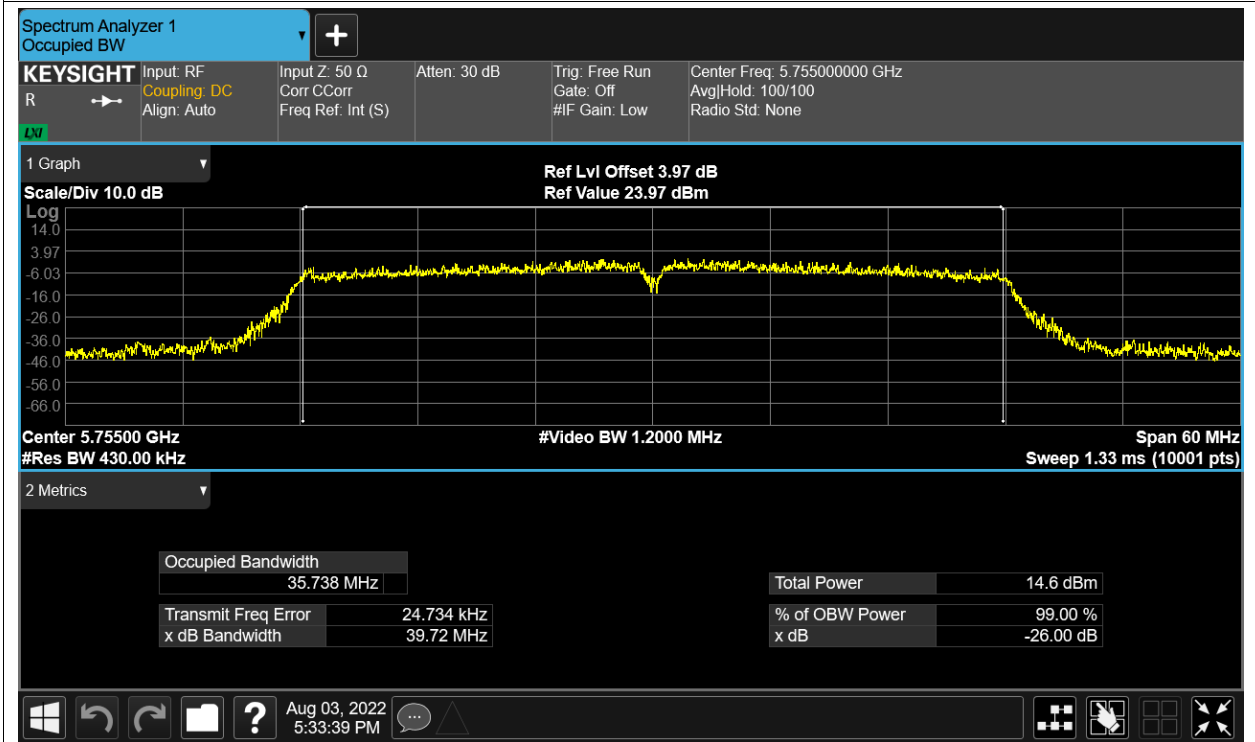 Spectrum Analyzer 1
Occupied BW
KEYSIGHT
R
LXI
Input: RF
Coupling: DC
Align: Auto
Input Z: 50 Ω
Corr CCorr
Freq Ref: Int (S)
Atten: 30 dB
Trig: Free Run
Gate: Off
#IF Gain: Low
Center Freq: 5.755000000 GHz
Avg|Hold: 100/100
Radio Std: None
1 Graph
Scale/Div 10.0 dB
Ref Lvl Offset 3.97 dB
Ref Value 23.97 dBm
Log
14.0
3.97
-6.03
-16.0
-26.0
-36.0
-46.0
-56.0
-66.0
Center 5.75500 GHz
#Video BW 1.2000 MHz
Span 60 MHz
#Res BW 430.00 kHz
Sweep 1.33 ms (10001 pts)
2 Metrics
Occupied Bandwidth
35.738 MHz
Total Power 14.6 dBm
Transmit Freq Error 24.734 kHz
% of OBW Power 99.00 %
x dB Bandwidth 39.72 MHz
x dB -26.00 dB
?
Aug 03, 2022
5:33:39 PM